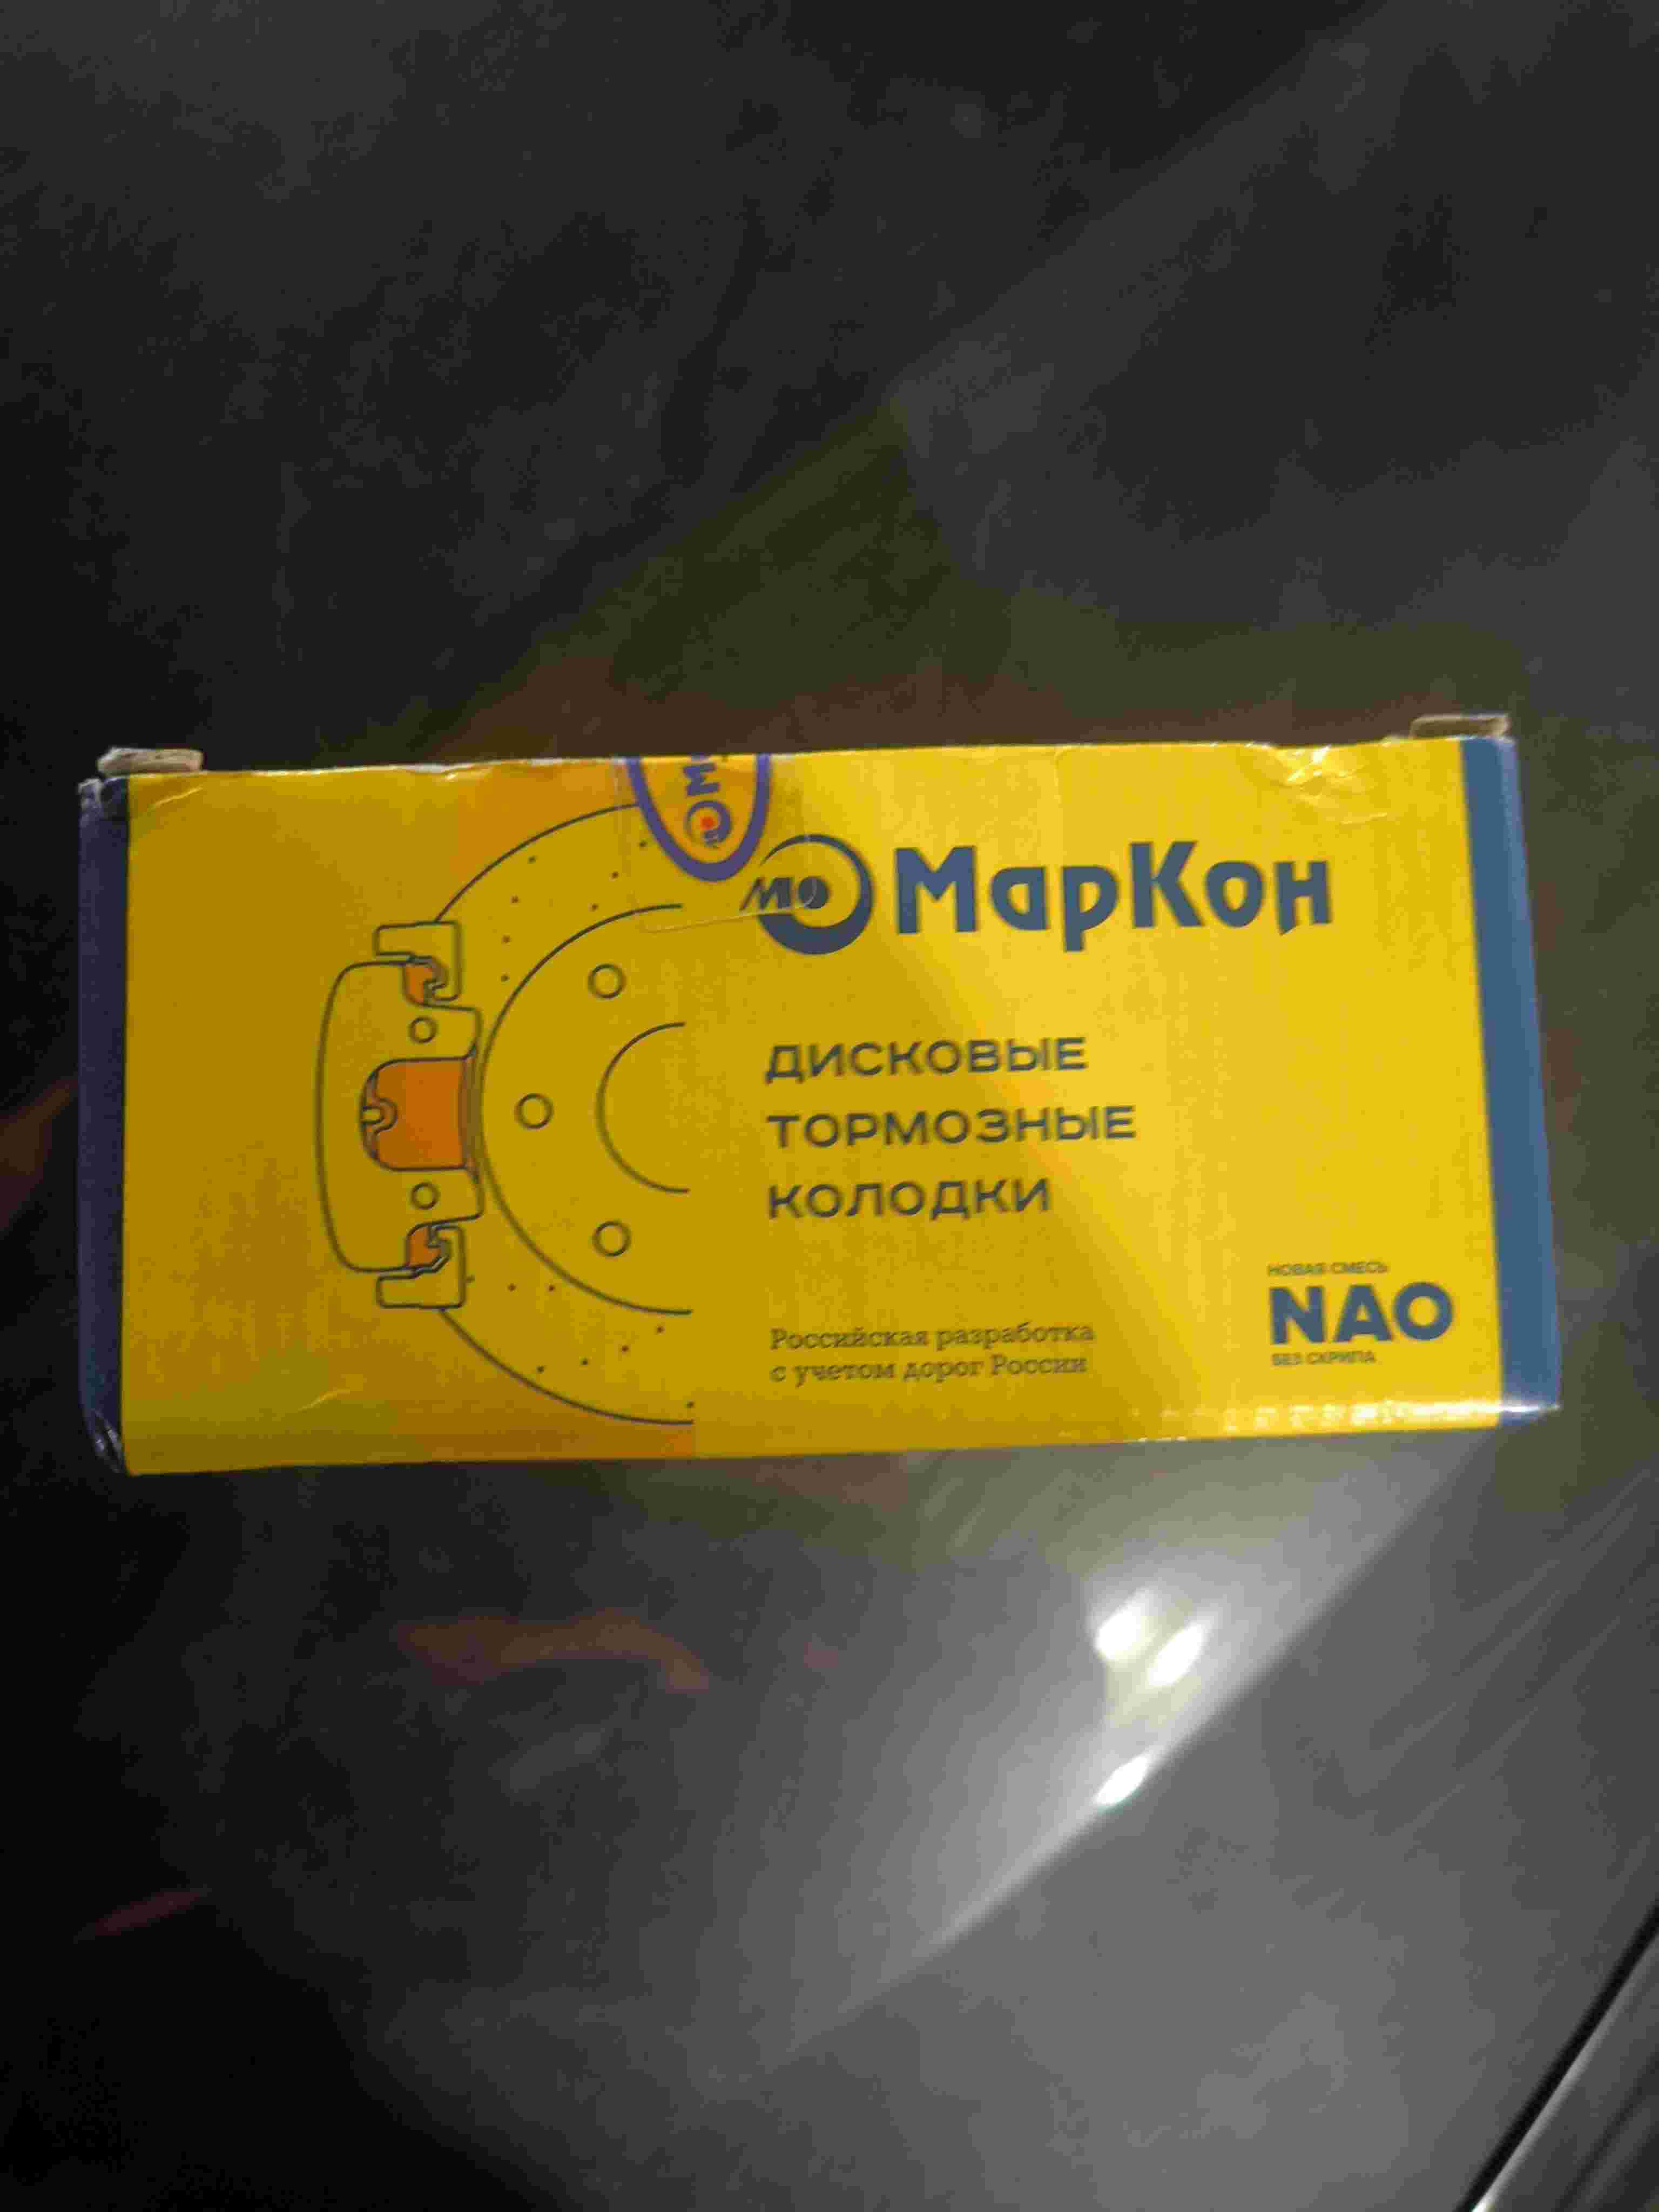 МарКон
ДИСКОВЫЕ
ТОРМОЗНЫЕ
КОЛОДКИ
НОВАЯ СМЕСЬ
NAO
БЕЗ СКРИПА
Российская разработка
с учетом дорог России